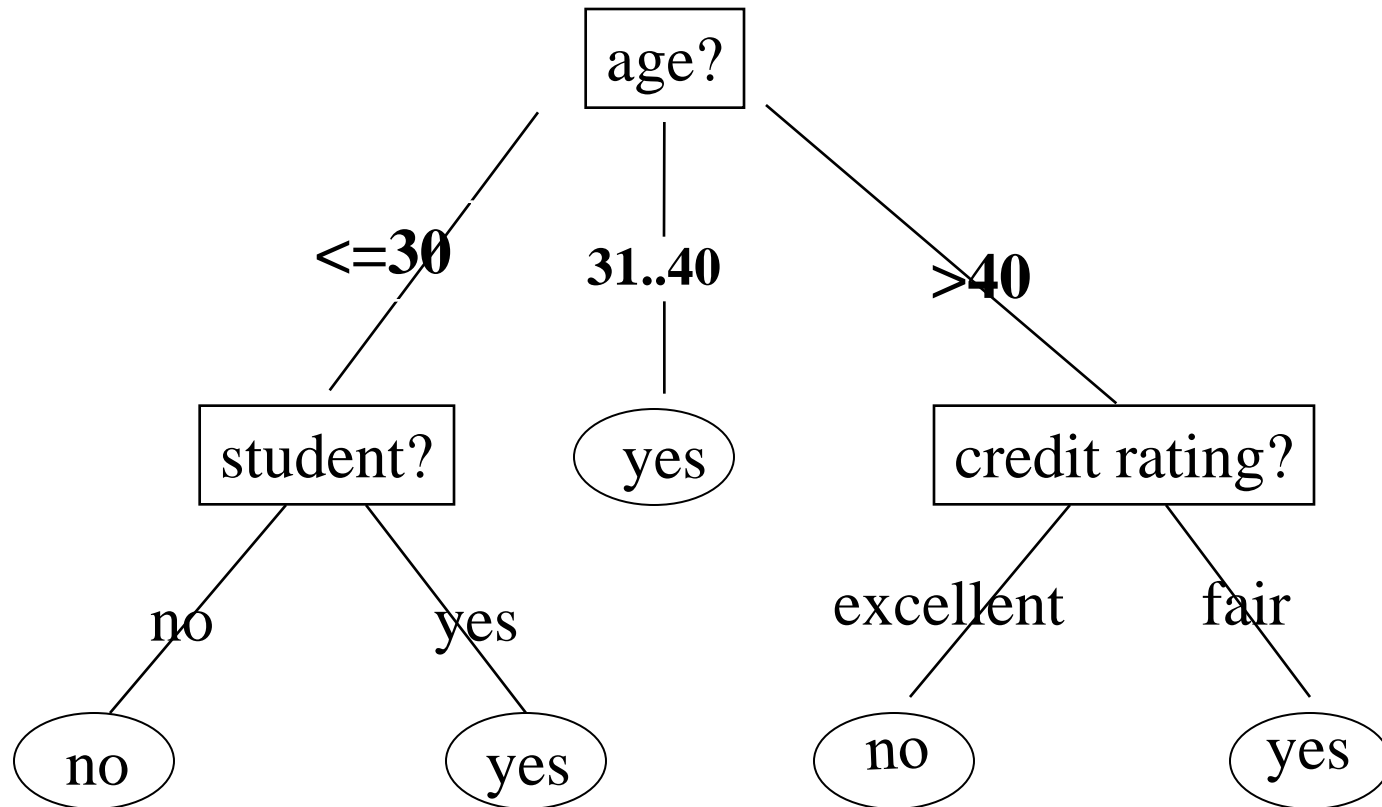 age?
<=30
31..40
>40
student?
yes
credit rating?
no
yes
excellent
fair
no
yes
no
yes